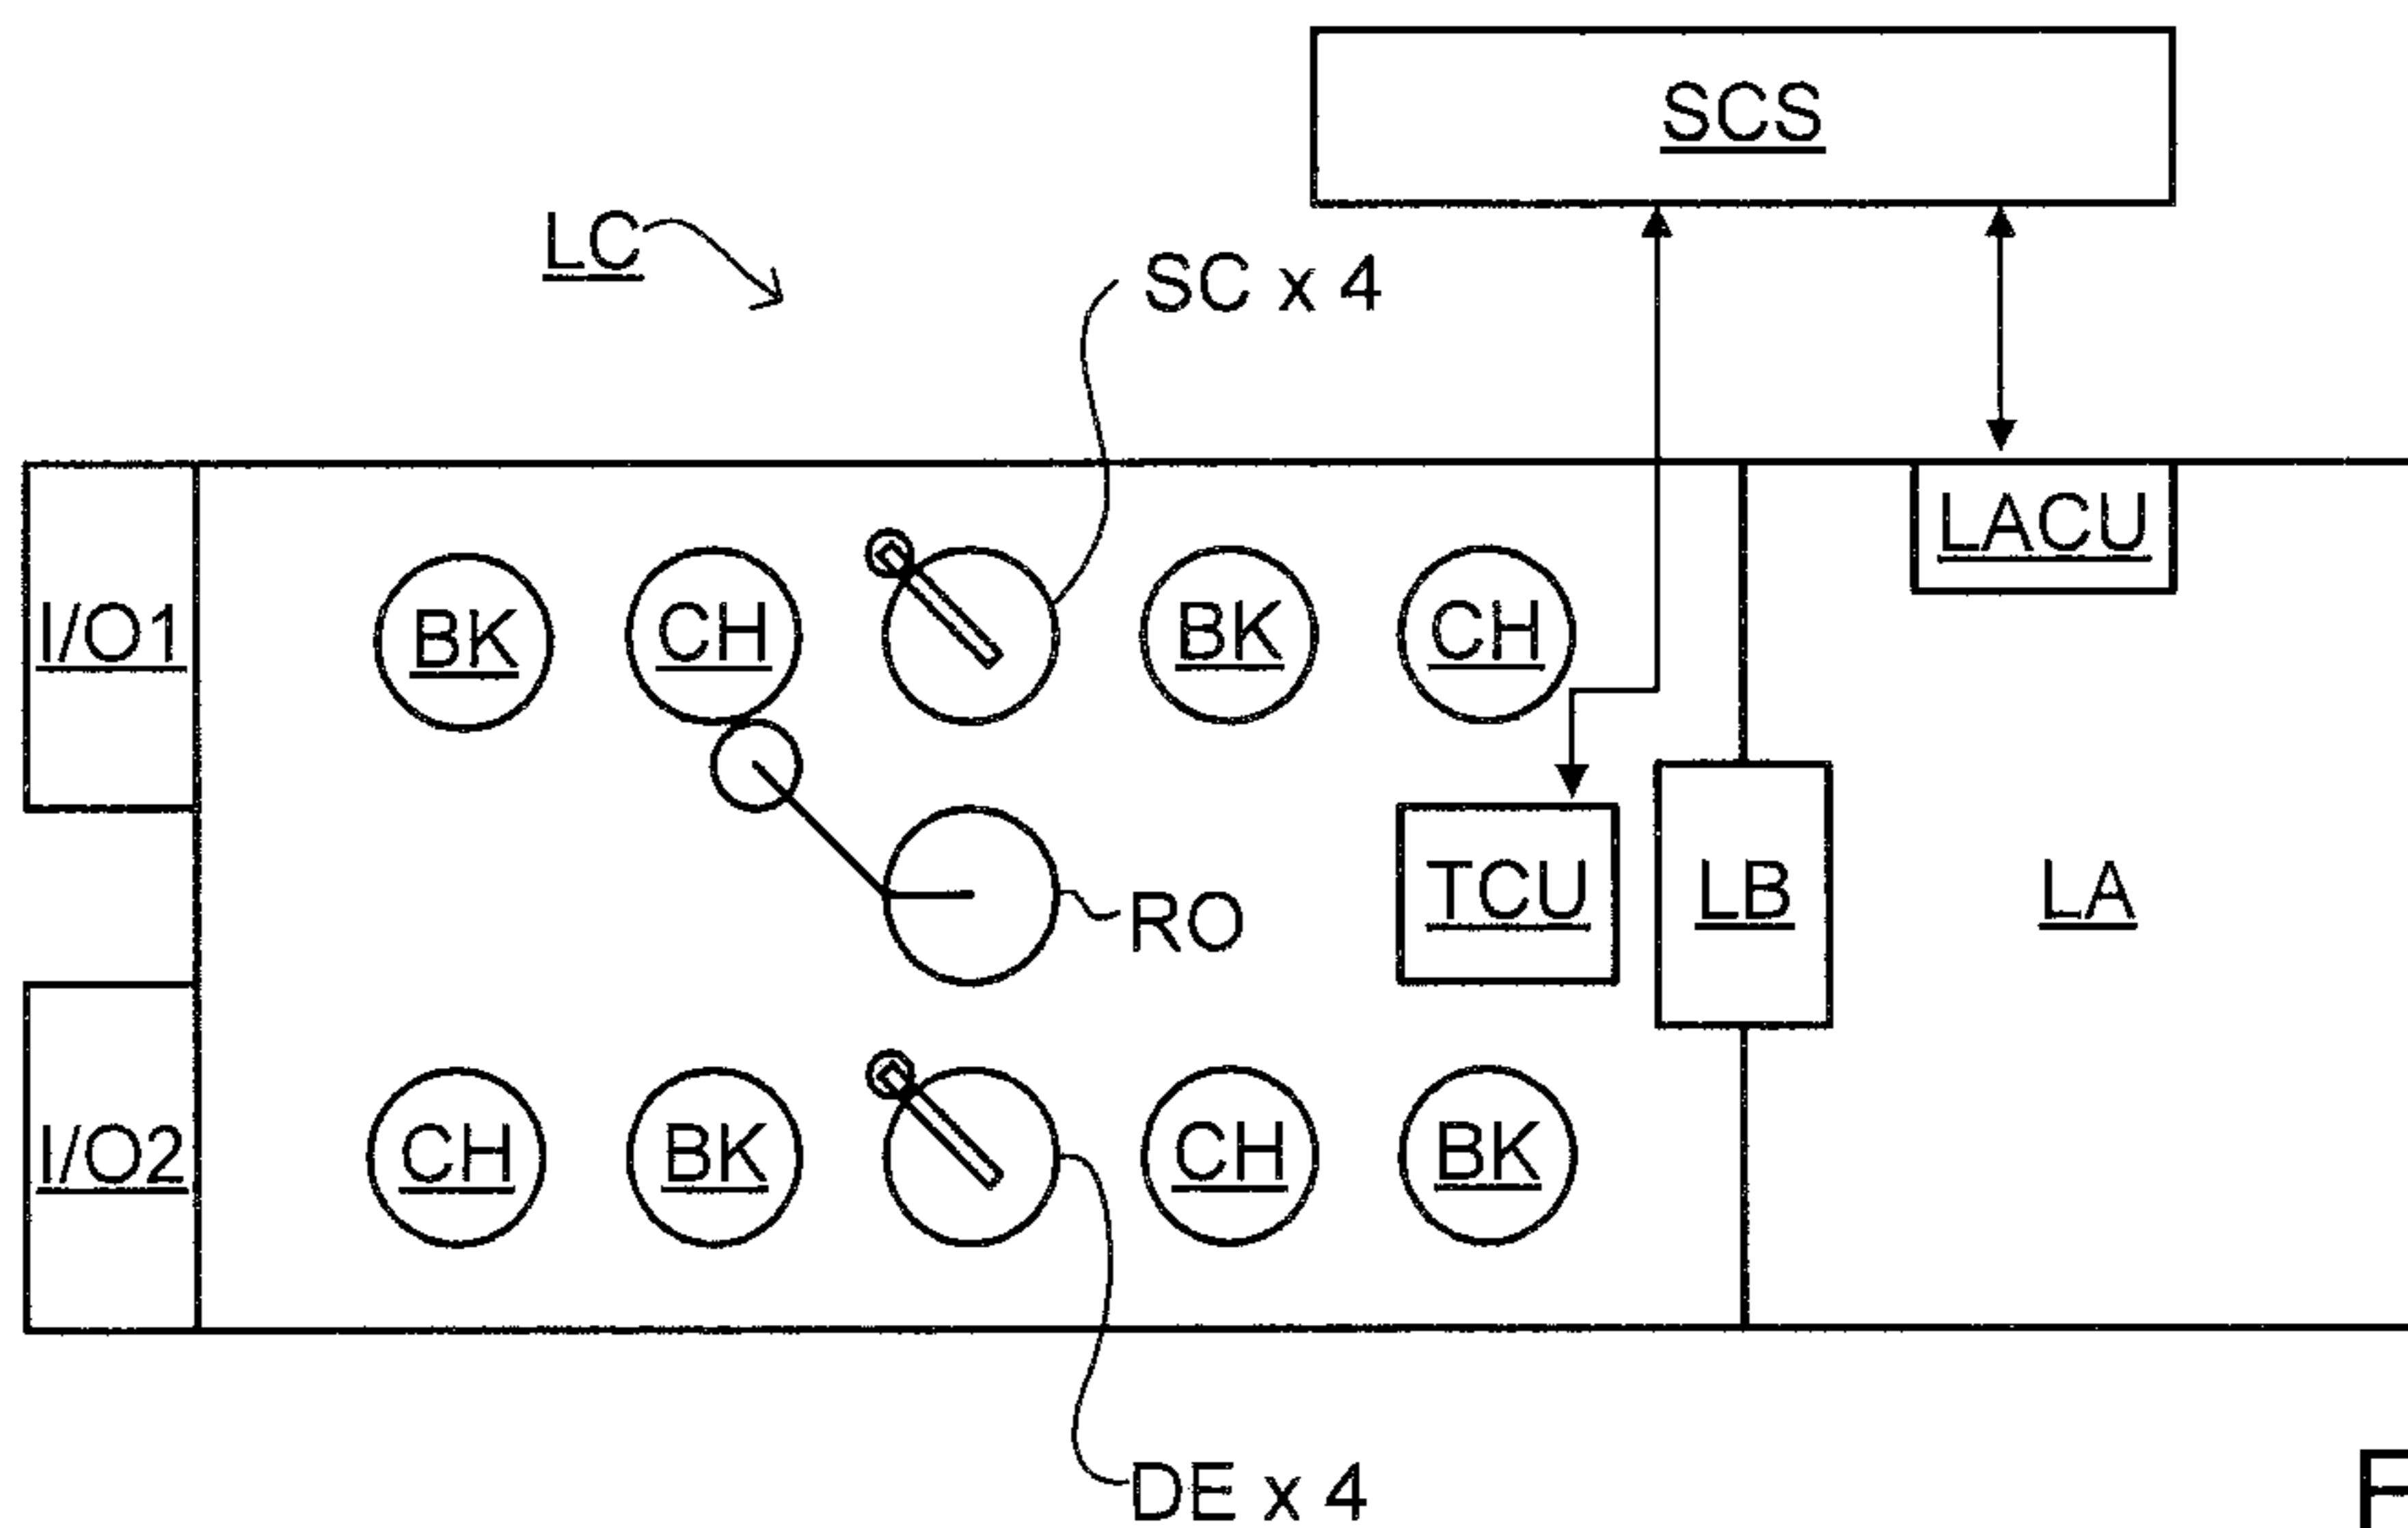 SCS
LC
SC x 4
LACU
I/O1
BK
CH
BK
CH
TCU
LB
LA
RO
I/O2
CH
BK
CH
BK
DE x 4
F